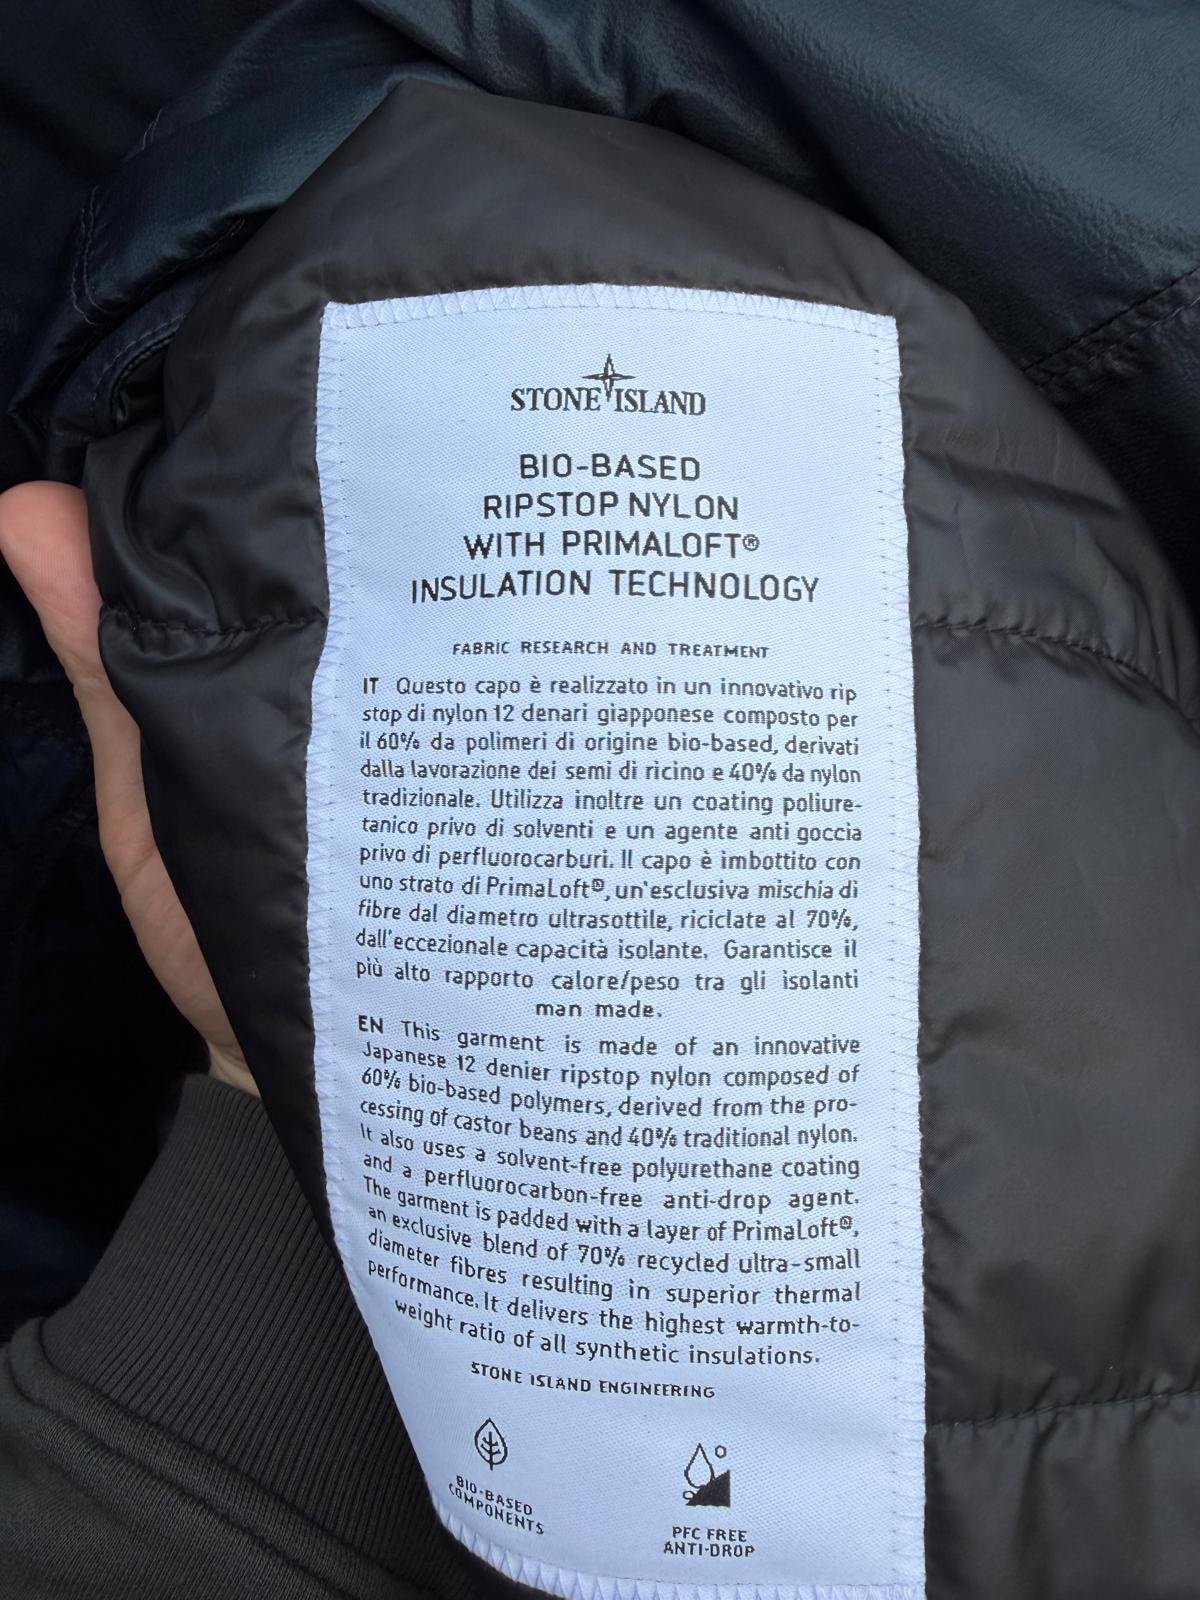 STONE ISLAND
BIO-BASED
RIPSTOP NYLON
WITH PRIMALOFT®
INSULATION TECHNOLOGY
FABRIC RESEARCH AND TREATMENT
IT Questo capo è realizzato in un innovativo rip
stop di nylon 12 denari giapponese composto per
il 60% da polimeri di origine bio-based, derivati
dalla lavorazione dei semi di ricino e 40% da nylon
tradizionale. Utilizza inoltre un coating poliure-
tanico privo di solventi e un agente anti goccia
privo di perfluorocarburi. Il capo è imbottito con
uno strato di PrimaLoft®, un'esclusiva mischia di
fibre dal diametro ultrasottile, riciclate al 70%,
dall'eccezionale capacità isolante. Garantisce il
più alto rapporto calore/peso tra gli isolanti
man made.
EN This garment is made of an innovative
Japanese 12 denier ripstop nylon composed of
60% bio-based polymers, derived from the pro-
cessing of castor beans and 40% traditional nylon.
It also uses a solvent-free polyurethane coating
and a perfluorocarbon-free anti-drop agent.
The garment is padded with a layer of PrimaLoft®,
an exclusive blend of 70% recycled ultra-small
diameter fibres resulting in superior thermal
performance. It delivers the highest warmth-to-
weight ratio of all synthetic insulations.
STONE ISLAND ENGINEERING
BIO-BASED
COMPONENTS
PFC FREE
ANTI-DROP